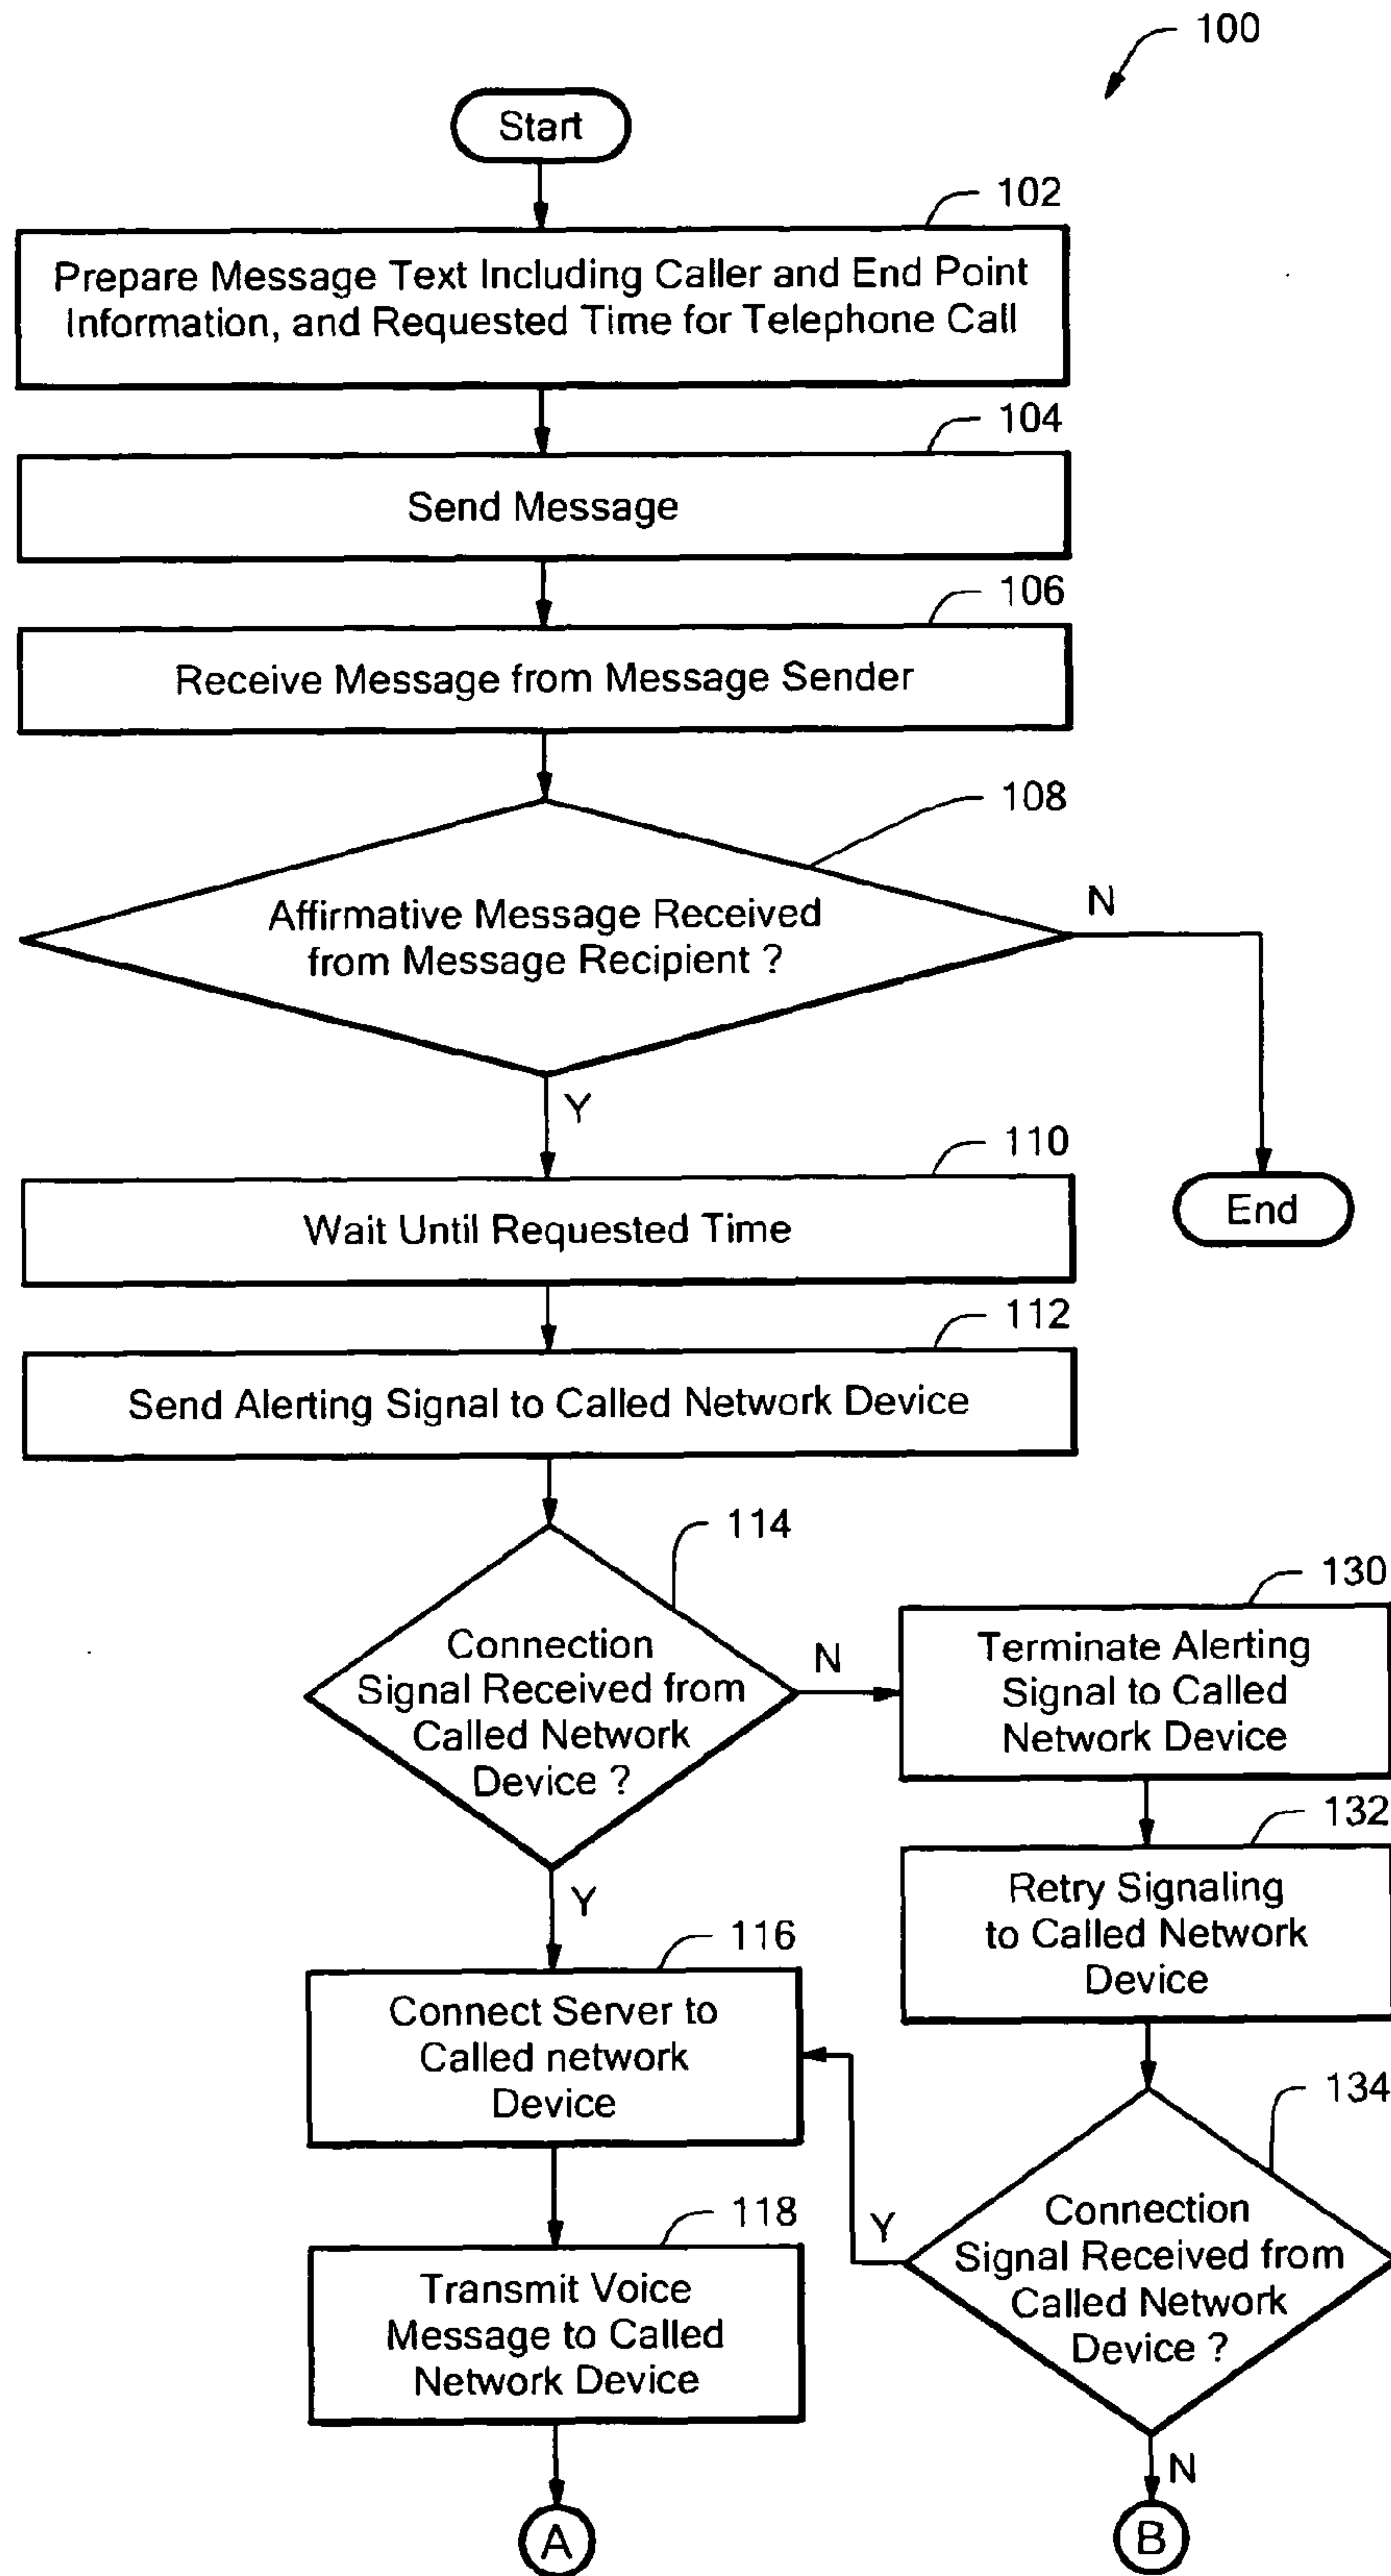 100
Start
102
Prepare Message Text Including Caller and End Point
Information, and Requested Time for Telephone Call
104
Send Message
106
Receive Message from Message Sender
108
Affirmative Message Received
from Message Recipient ?
N
Y
End
110
Wait Until Requested Time
112
Send Alerting Signal to Called Network Device
114
Connection
Signal Received from
Called Network
Device ?
N
Y
130
Terminate Alerting
Signal to Called
Network Device
132
Retry Signaling
to Called Network
Device
116
Connect Server to
Called network
Device
134
Connection
Signal Received from
Called Network
Device ?
Y
N
118
Transmit Voice
Message to Called
Network Device
A
B